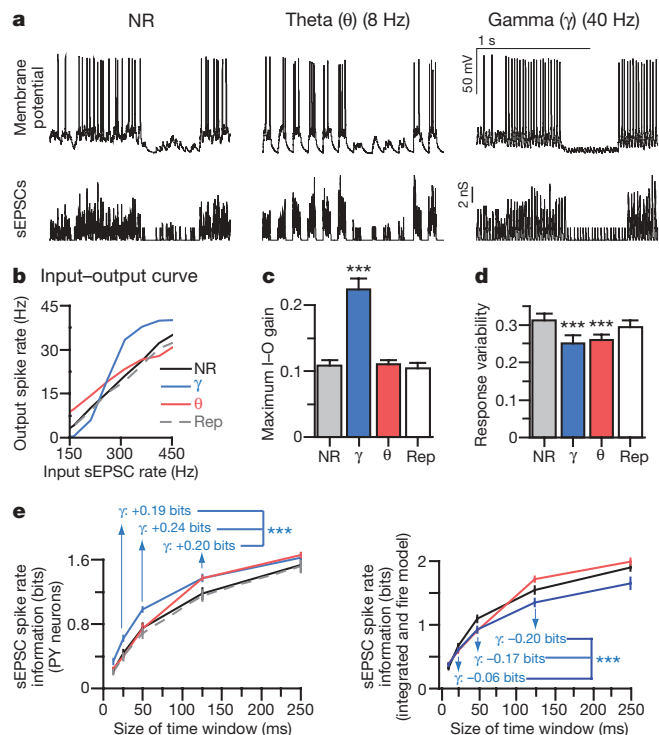 a
NR
Theta (θ) (8 Hz)
Gamma (γ) (40 Hz)
Membrane
potential
1 s
50 mV
sEPSCs
2 nS
b Input–output curve
Output spike rate (Hz)
45
30
15
0
150 300 450
Input sEPSC rate (Hz)
NR
γ
θ
Rep
c
Maximum I–O gain
0.2
0.1
0
***
NR γ θ Rep
d
Response variability
0.3
0.2
0.1
0
*** ***
NR γ θ Rep
e
sEPSC spike rate
information (bits)
(PY neurons)
1.6
0.8
0
γ: +0.19 bits
γ: +0.24 bits
γ: +0.20 bits
***
0 50 100 150 200 250
Size of time window (ms)
sEPSC spike rate
information (bits)
(integrated and fire model)
2
1
0
γ: –0.20 bits
γ: –0.17 bits
γ: –0.06 bits
***
0 50 100 150 200 250
Size of time window (ms)